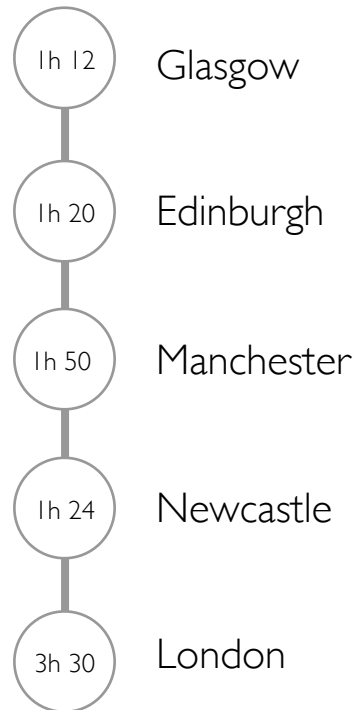 1h 12 Glasgow
1h 20 Edinburgh
1h 50 Manchester
1h 24 Newcastle
3h 30 London